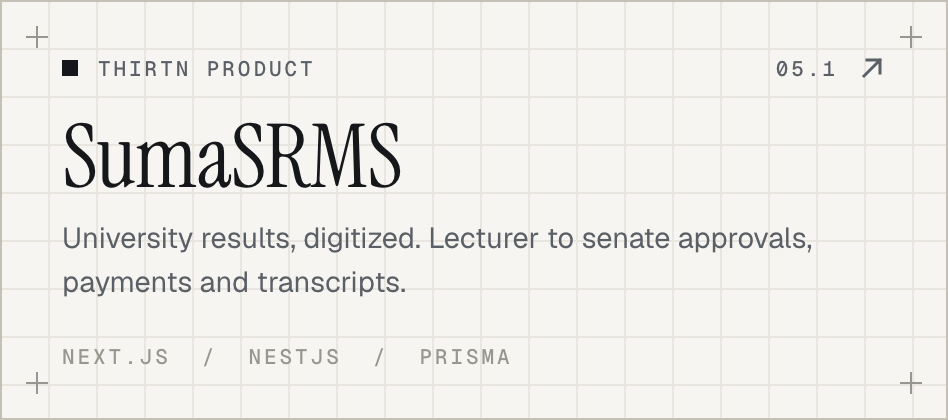 THIRTN PRODUCT 05.1
SumaSRMS
University results, digitized. Lecturer to senate approvals,
payments and transcripts.
NEXT.JS / NESTJS / PRISMA